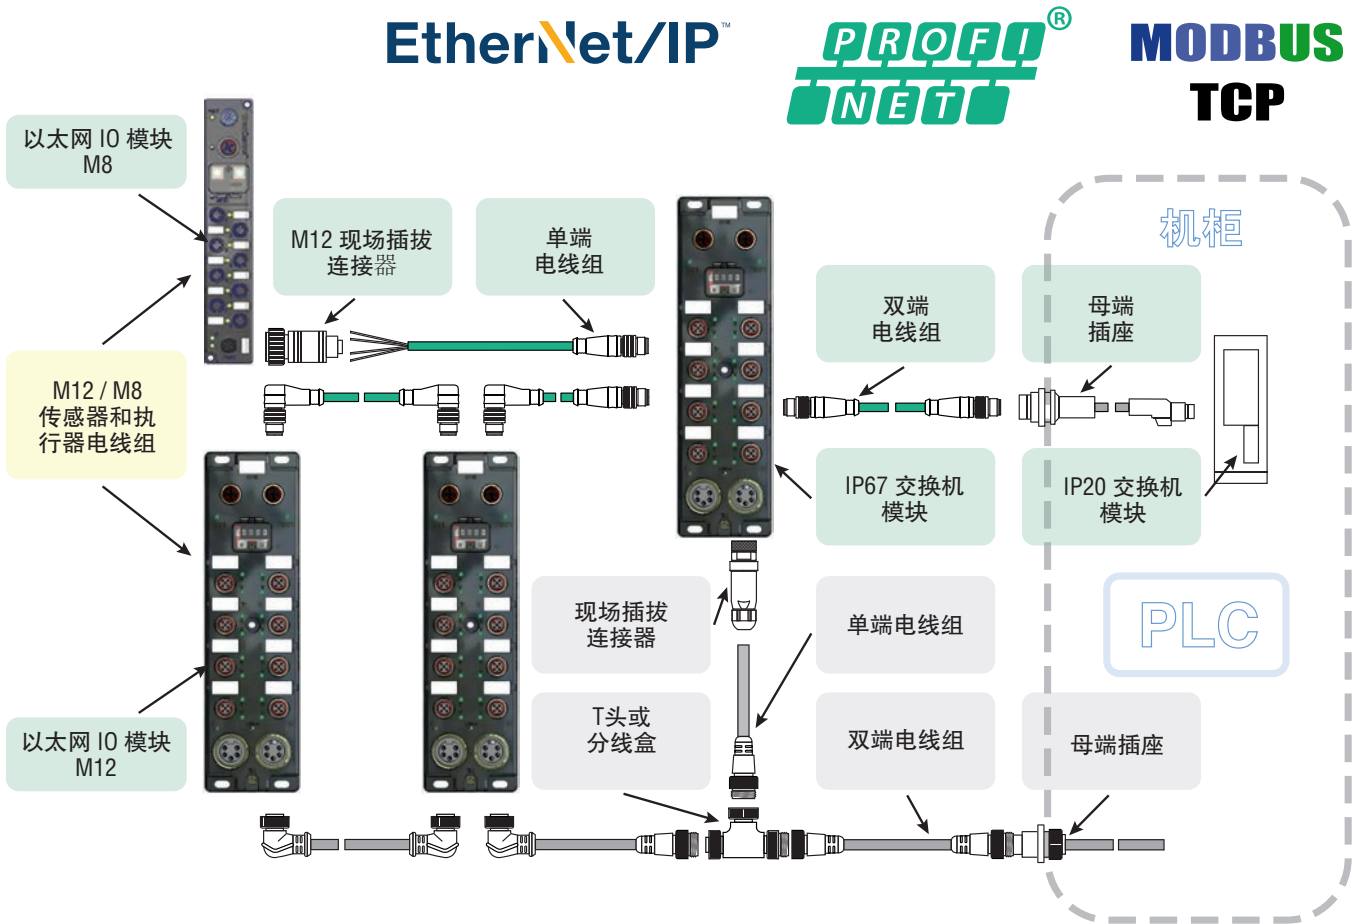 EtherNet/IP™
PROFI®
NET
MODBUS
TCP
以太网 IO 模块
M8
M12 现场插拔
连接器
单端
电线组
机柜
双端
电线组
母端
插座
M12 / M8
传感器和执
行器电线组
IP67 交换机
模块
IP20 交换机
模块
现场插拔
连接器
单端电线组
PLC
T头或
分线盒
双端电线组
母端插座
以太网 IO 模块
M12